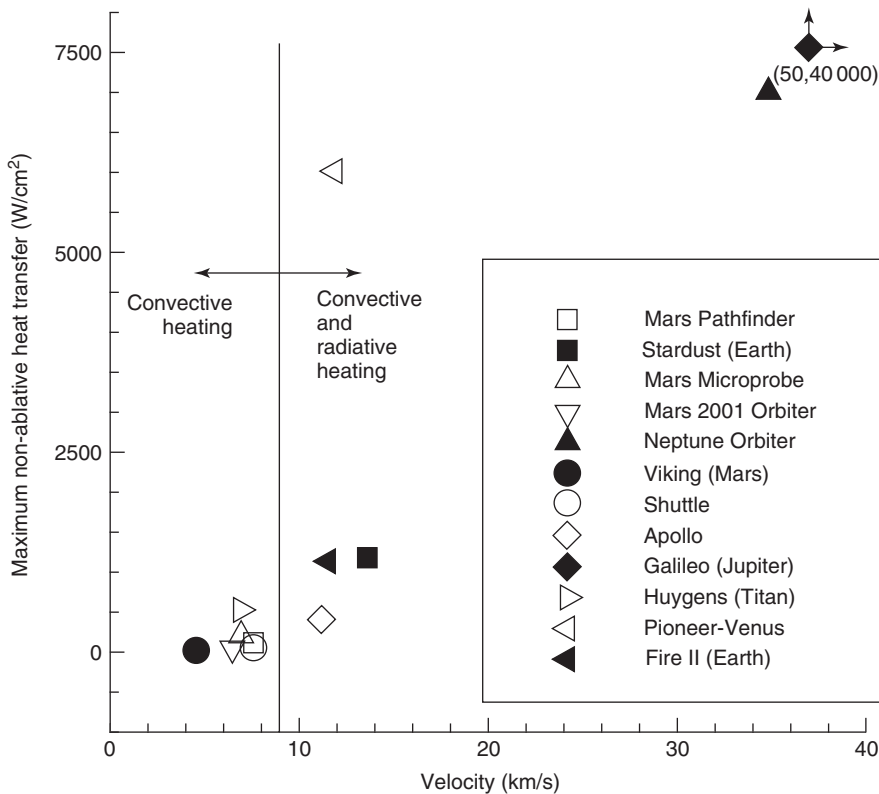 Maximum non-ablative heat transfer (W/cm²)
7500
5000
2500
0
(50,40 000)
Convective
heating
Convective
and
radiative
heating
Mars Pathfinder
Stardust (Earth)
Mars Microprobe
Mars 2001 Orbiter
Neptune Orbiter
Viking (Mars)
Shuttle
Apollo
Galileo (Jupiter)
Huygens (Titan)
Pioneer-Venus
Fire II (Earth)
0 10 20 30 40
Velocity (km/s)